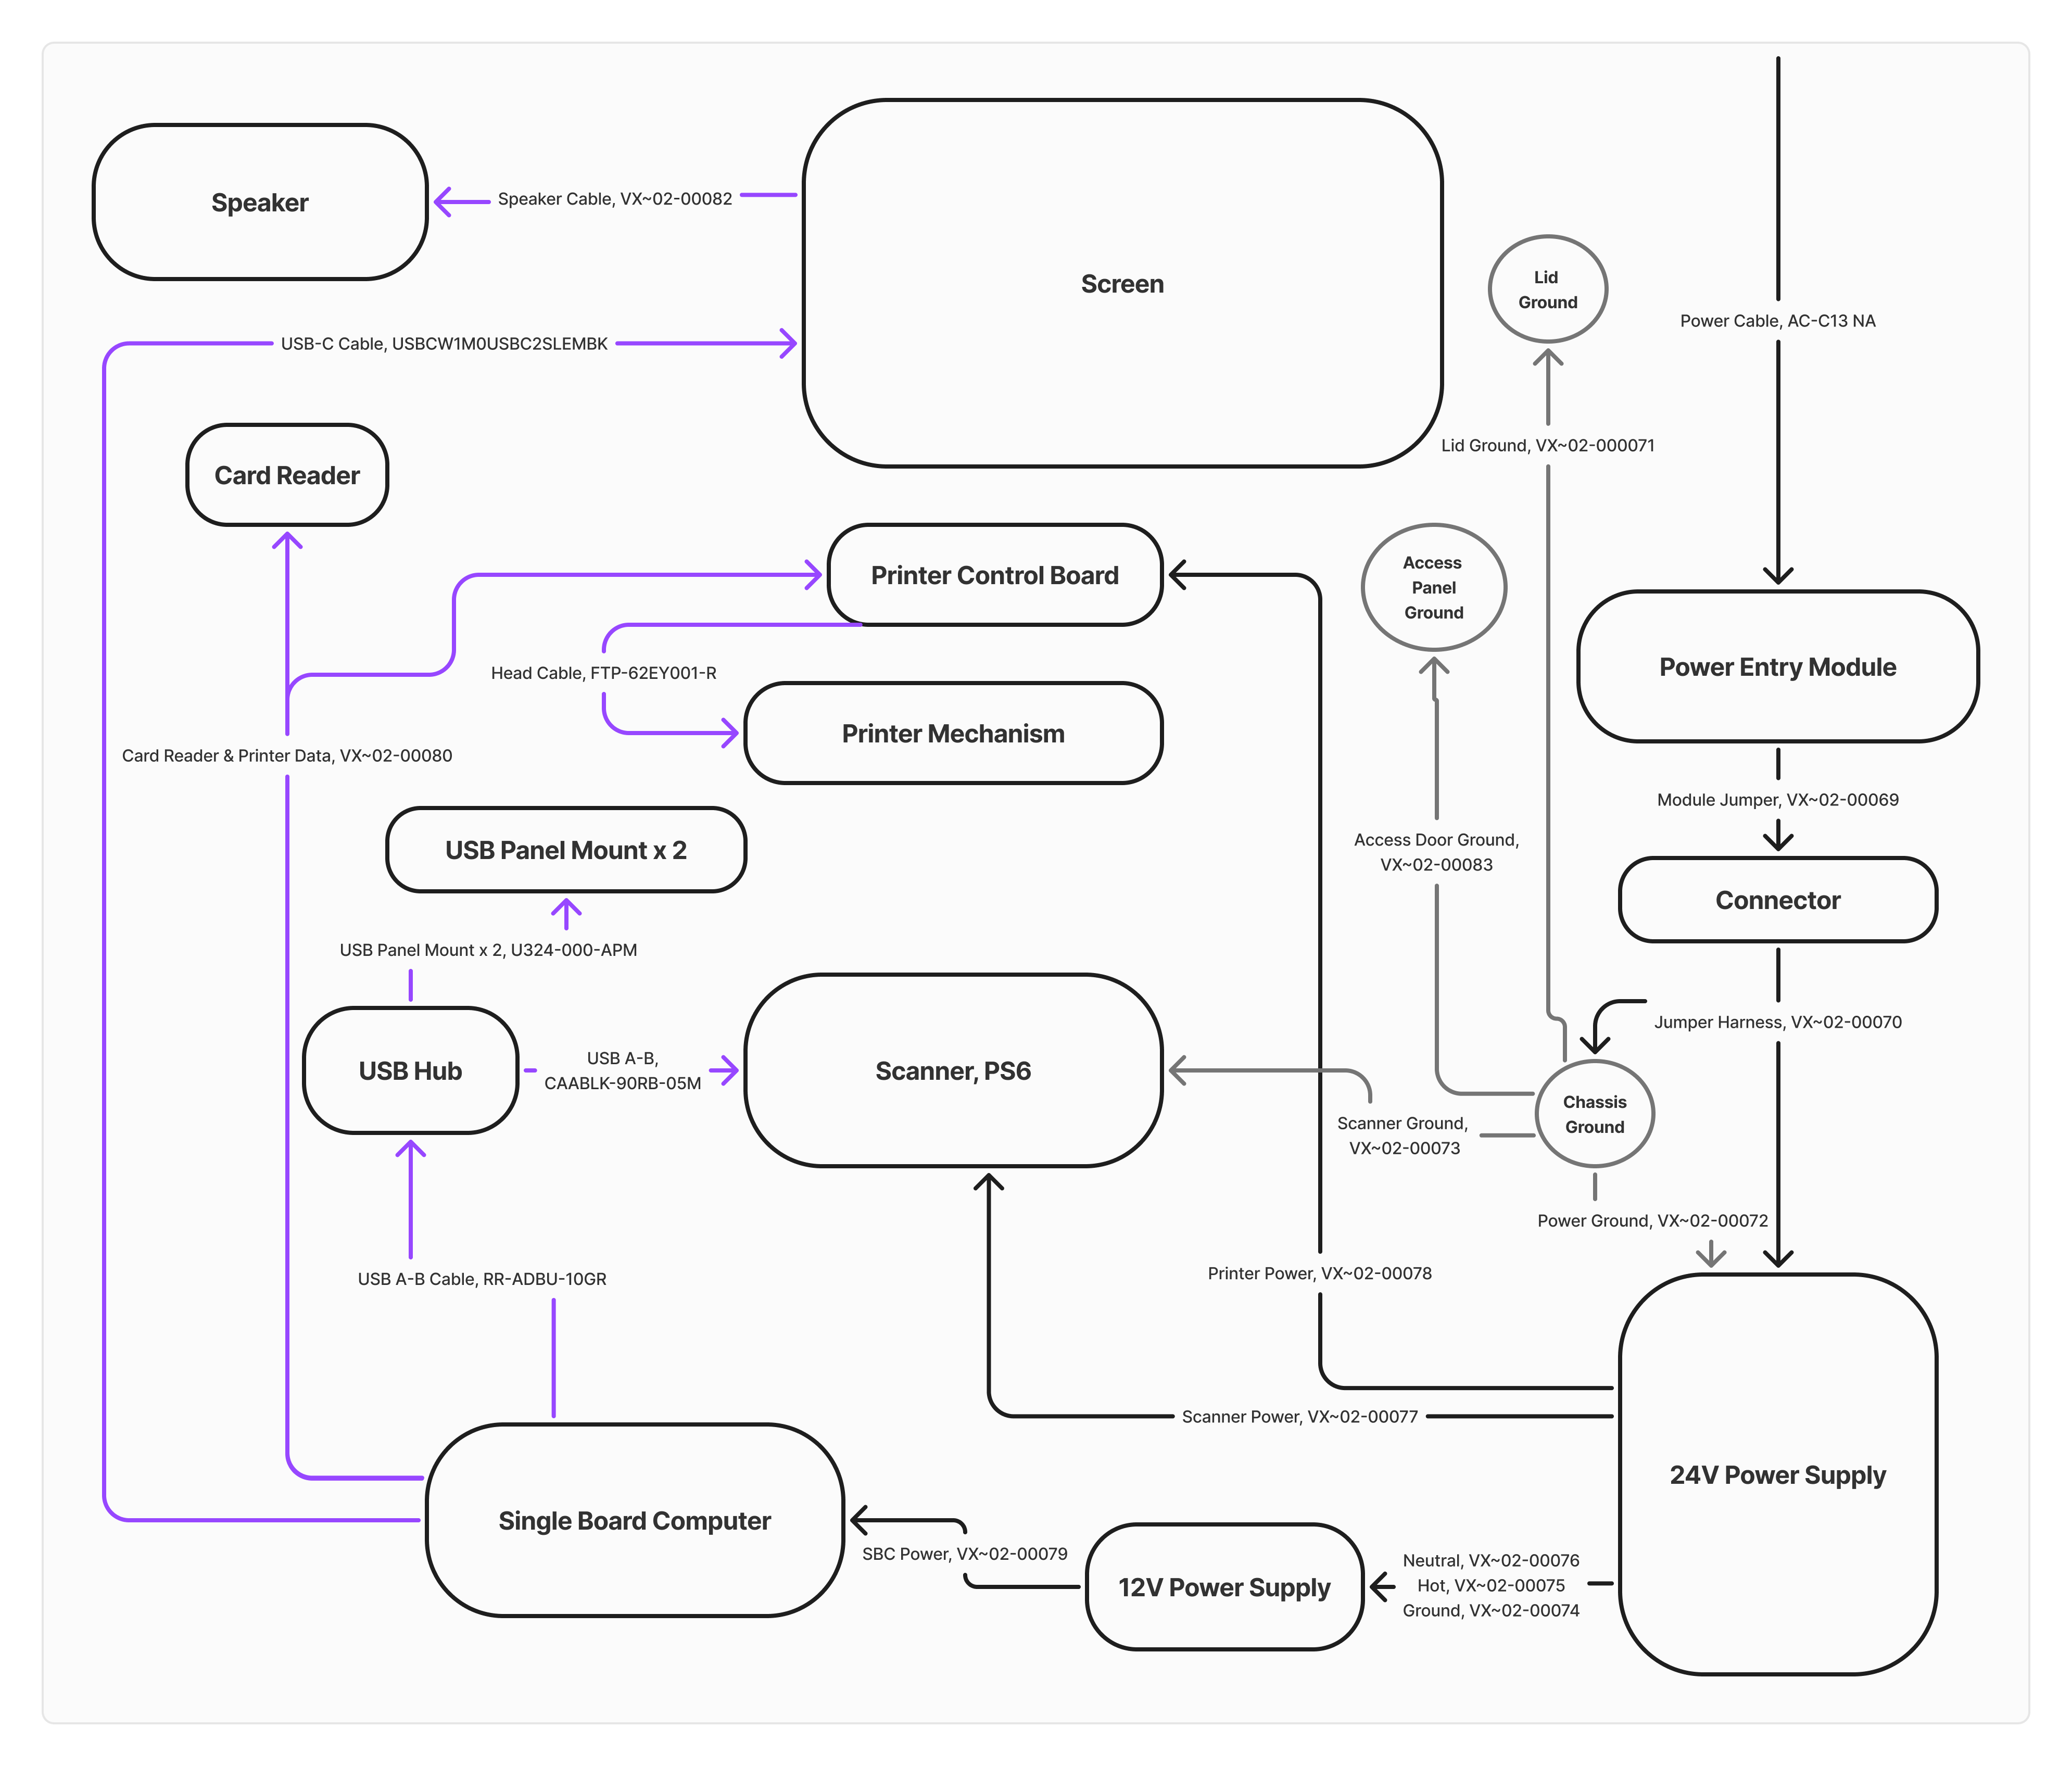 Speaker
Speaker Cable, VX~02-00082
Screen
Lid
Ground
Power Cable, AC-C13 NA
USB-C Cable, USBCW1M0USBC2SLEMBK
Lid Ground, VX~02-000071
Card Reader
Printer Control Board
Access
Panel
Ground
Power Entry Module
Head Cable, FTP-62EY001-R
Printer Mechanism
Card Reader & Printer Data, VX~02-00080
Module Jumper, VX~02-00069
USB Panel Mount x 2
Access Door Ground,
VX~02-00083
Connector
USB Panel Mount x 2, U324-000-APM
Jumper Harness, VX~02-00070
USB Hub
USB A-B,
CAABLK-90RB-05M
Scanner, PS6
Chassis
Ground
Scanner Ground,
VX~02-00073
Power Ground, VX~02-00072
USB A-B Cable, RR-ADBU-10GR
Printer Power, VX~02-00078
Scanner Power, VX~02-00077
24V Power Supply
Single Board Computer
SBC Power, VX~02-00079
12V Power Supply
Neutral, VX~02-00076
Hot, VX~02-00075
Ground, VX~02-00074